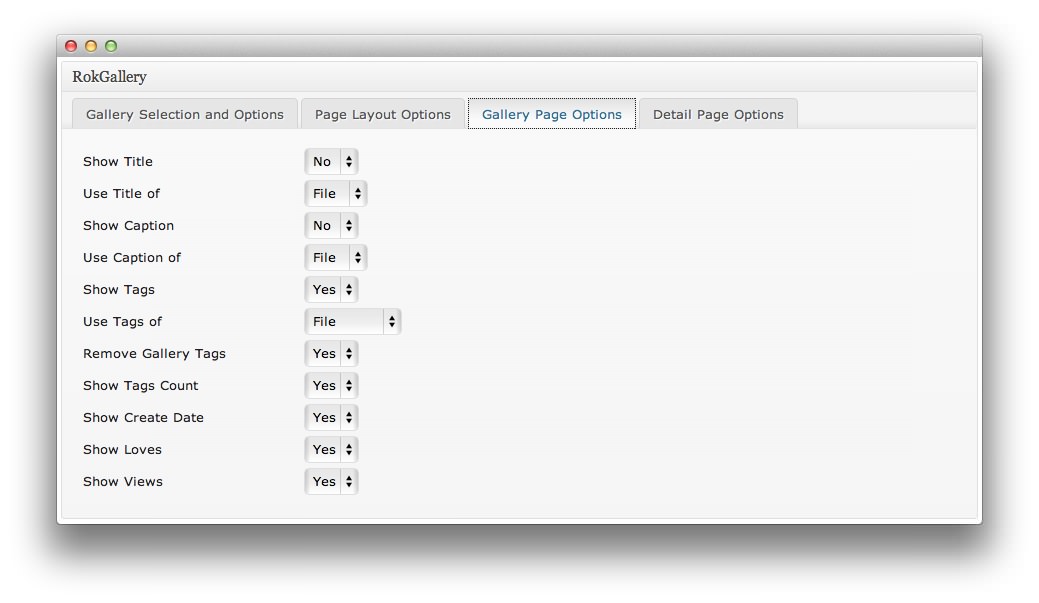 RokGallery
Gallery Selection and Options Page Layout Options Gallery Page Options Detail Page Options
Show Title No
Use Title of File
Show Caption No
Use Caption of File
Show Tags Yes
Use Tags of File
Remove Gallery Tags Yes
Show Tags Count Yes
Show Create Date Yes
Show Loves Yes
Show Views Yes